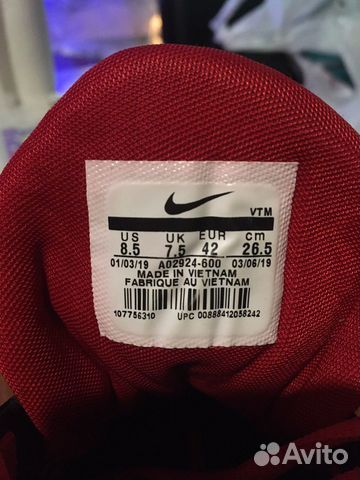 VTM
US UK EUR cm
8.5 7.5 42 26.5
01/03/19 AO2924-600 03/06/19
MADE IN VIETNAM
FABRIQUE AU VIETNAM
107756310 UPC 00888412058242
Avito